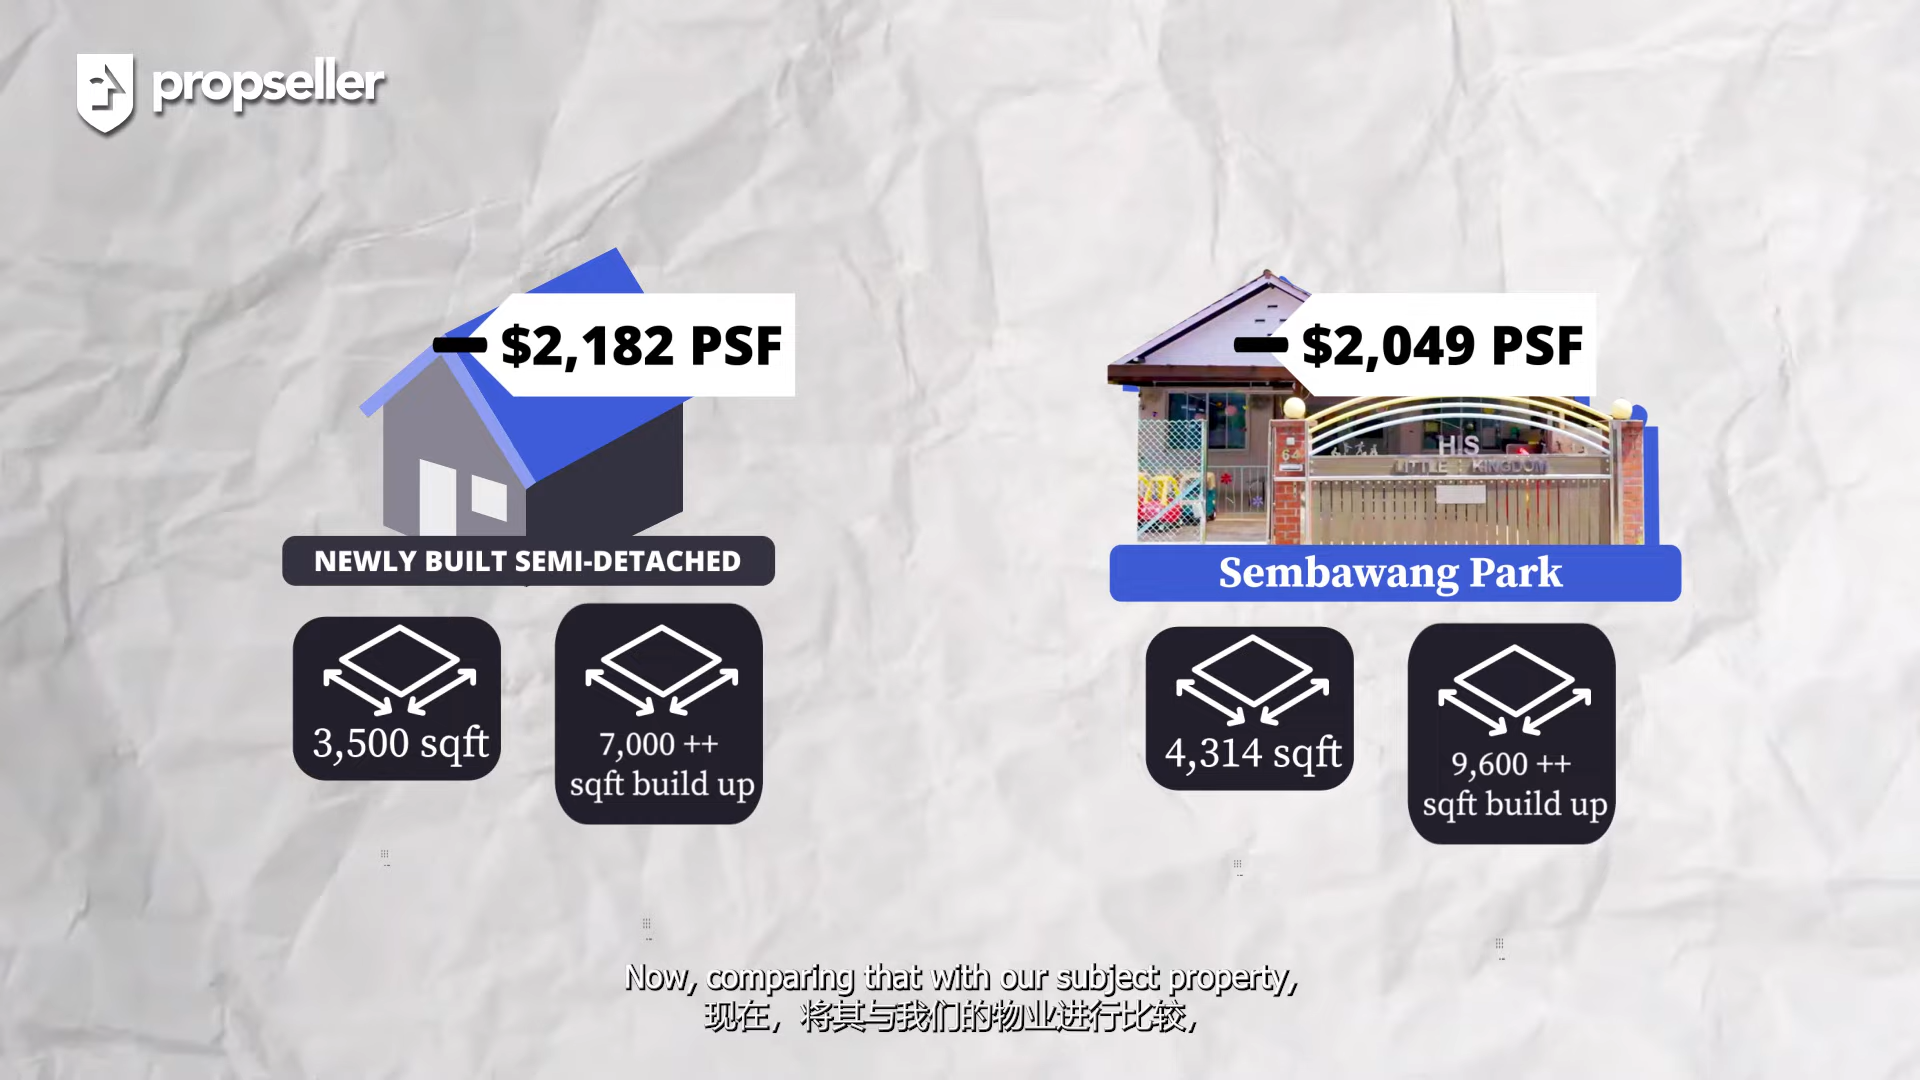 propseller
$2,182 PSF
NEWLY BUILT SEMI-DETACHED
3,500 sqft
7,000 ++
sqft build up
$2,049 PSF
64
HIS
LITTLE KINGDOM
Sembawang Park
4,314 sqft
9,600 ++
sqft build up
Now, comparing that with our subject property,
现在，将其与我们的物业进行比较，